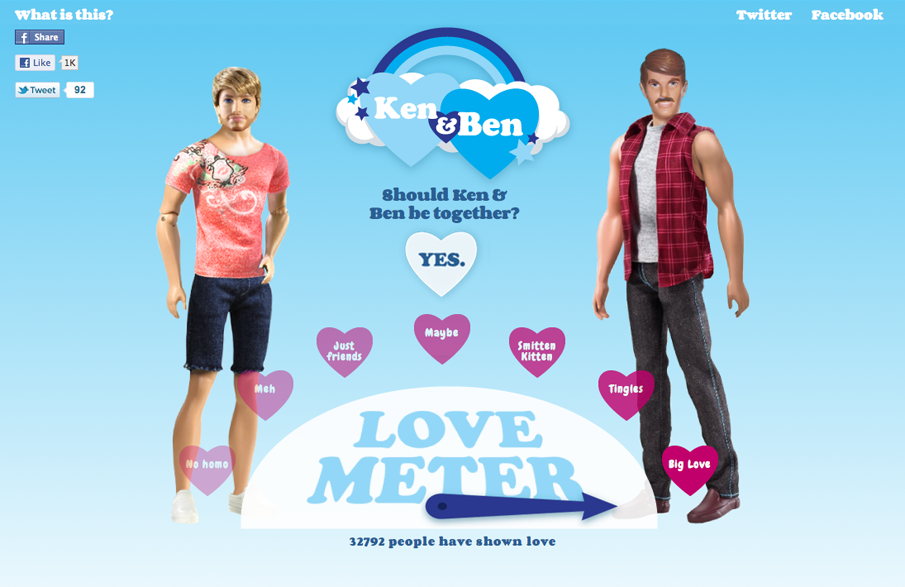 What is this?
Twitter Facebook
Share
Like 1K
Tweet 92
Ken
&Ben
Should Ken &
Ben be together?
YES.
Maybe
Just
friends
Smitten
Kitten
Meh
Tingles
No homo
Big Love
LOVE
METER
32792 people have shown love